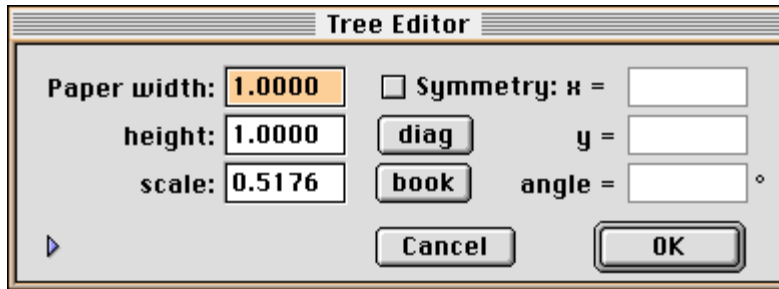 Tree Editor
Paper width: 1.0000 Symmetry: x =
height: 1.0000 diag y =
scale: 0.5176 book angle = °
Cancel OK